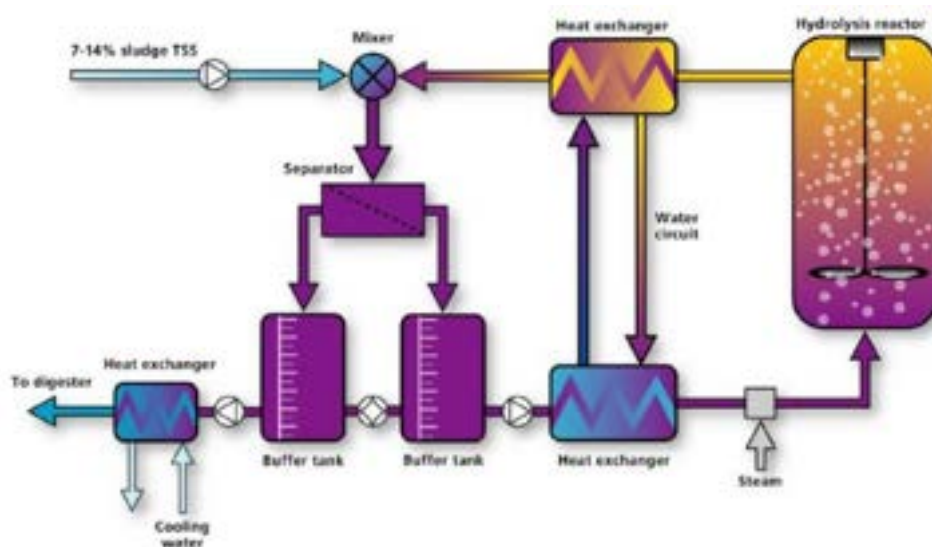 Heat exchanger
Hydrolysis reactor
Mixer
7-14% sludge TSS
Separator
Water
circuit
Heat exchanger
To digester
Buffer tank
Buffer tank
Heat exchanger
Steam
Cooling
water